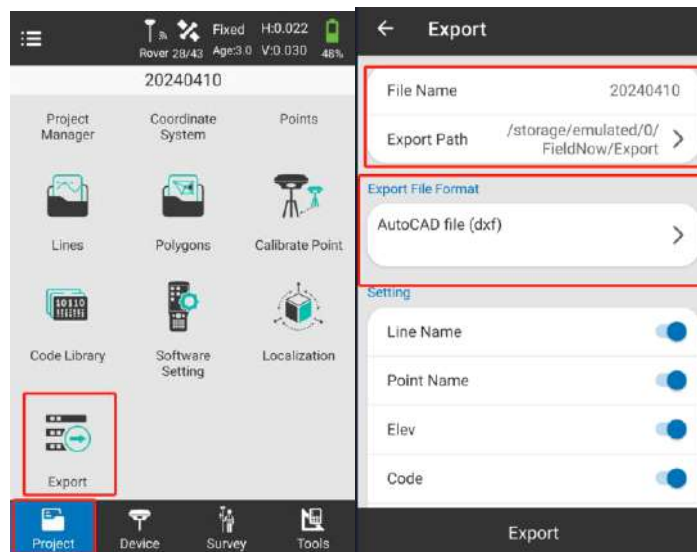 Fixed H:0.022
Rover 28/43 Age:3.0 V:0.030 48%
20240410
Project
Manager
Coordinate
System
Points
Lines
Polygons
Calibrate Point
10110
Code Library
Software
Setting
Localization
Export
Project
Device
Survey
Tools
Export
File Name
20240410
Export Path
/storage/emulated/0/
FieldNow/Export
Export File Format
AutoCAD file (dxf)
Setting
Line Name
Point Name
Elev
Code
Export